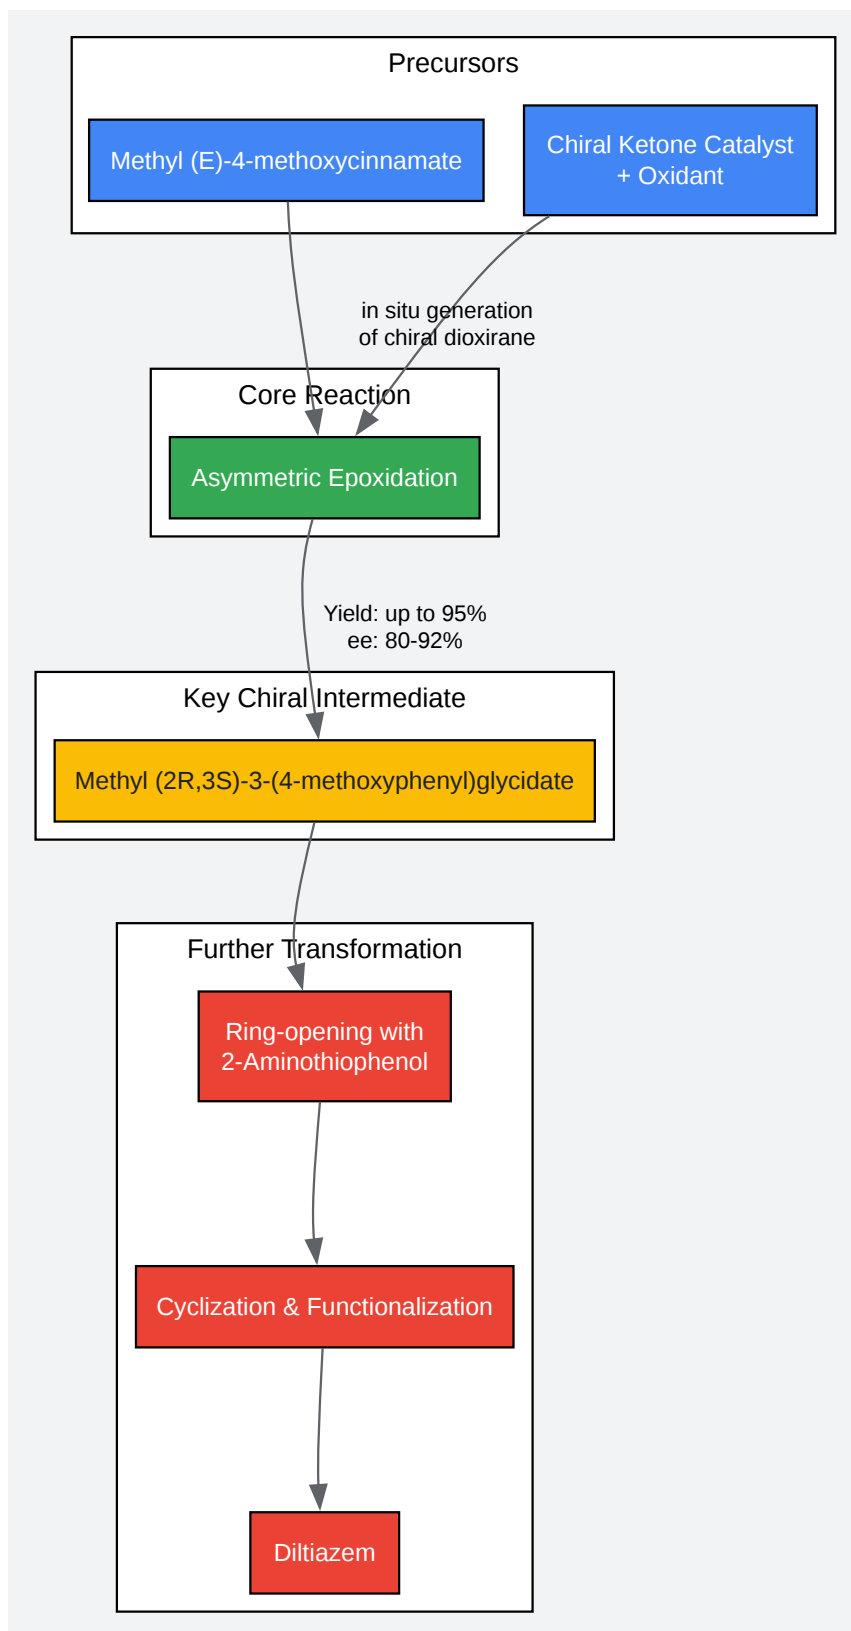 Precursors
Methyl (E)-4-methoxycinnamate
Chiral Ketone Catalyst
+ Oxidant
in situ generation
of chiral dioxirane
Core Reaction
Asymmetric Epoxidation
Yield: up to 95%
ee: 80-92%
Key Chiral Intermediate
Methyl (2R,3S)-3-(4-methoxyphenyl)glycidate
Further Transformation
Ring-opening with
2-Aminothiophenol
Cyclization & Functionalization
Diltiazem